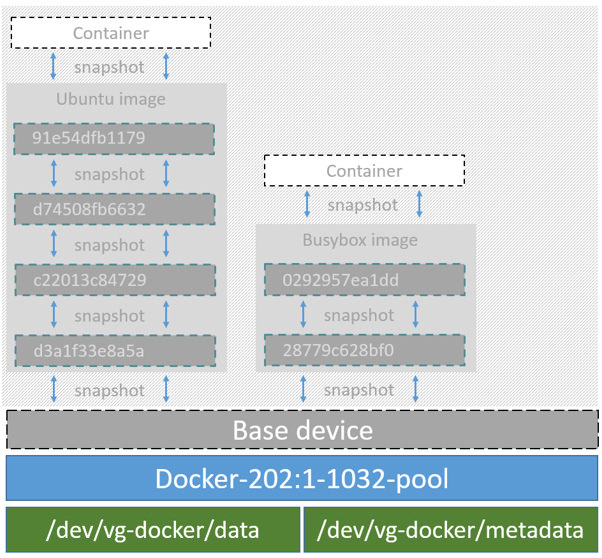 Container
snapshot
Ubuntu image
91e54dfb1179
snapshot
d74508fb6632
snapshot
c22013c84729
snapshot
d3a1f33e8a5a
snapshot
Container
snapshot
Busybox image
0292957ea1dd
snapshot
28779c628bf0
snapshot
Base device
Docker-202:1-1032-pool
/dev/vg-docker/data
/dev/vg-docker/metadata